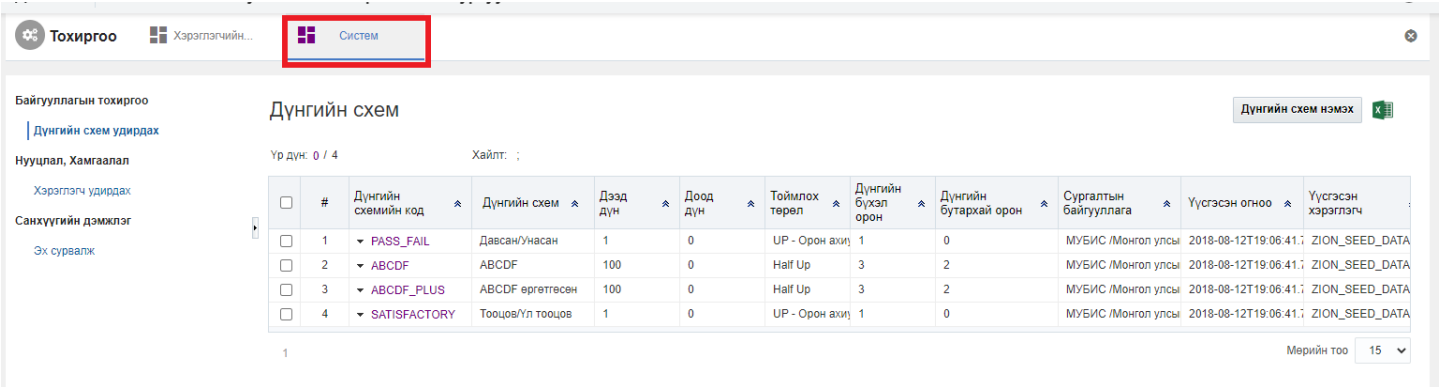 Тохиргоо Хэрэглэгчийн... Систем
Байгууллагын тохиргоо
Дүнгийн схем удирдах
Нууцлал, Хамгаалал
Хэрэглэгч удирдах
Санхүүгийн дэмжлэг
Эх сурвалж
Дүнгийн схем
Дүнгийн схем нэмэх
Үр дүн: 0 / 4 Хайлт: ;
# Дүнгийн схемийн код Дүнгийн схем Дээд дүн Доод дүн Тоймлох төрөл Дүнгийн бүхэл орон Дүнгийн бутархай орон Сургалтын байгууллага Үүсгэсэн огноо Үүсгэсэн хэрэглэгч
1 PASS_FAIL Давсан/Унасан 1 0 UP - Орон ахиу 1 0 МУБИС /Монгол улсы 2018-08-12T19:06:41.7 ZION_SEED_DATA
2 ABCDF ABCDF 100 0 Half Up 3 2 МУБИС /Монгол улсы 2018-08-12T19:06:41.7 ZION_SEED_DATA
3 ABCDF_PLUS ABCDF өргөтгөсөн 100 0 Half Up 3 2 МУБИС /Монгол улсы 2018-08-12T19:06:41.7 ZION_SEED_DATA
4 SATISFACTORY Тооцов/Үл тооцов 1 0 UP - Орон ахиу 1 0 МУБИС /Монгол улсы 2018-08-12T19:06:41.7 ZION_SEED_DATA
1 Мөрийн тоо 15